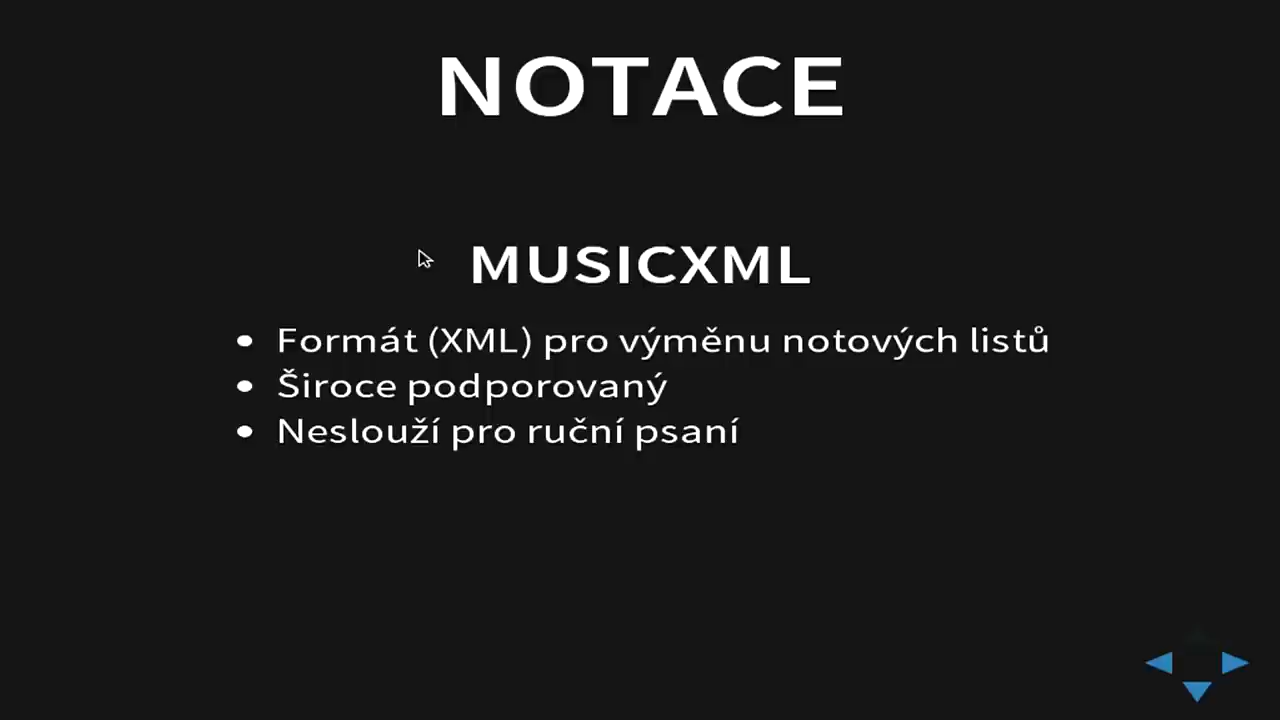 NOTACE
MUSICXML
• Formát (XML) pro výměnu notových listů
• Široce podporovaný
• Neslouží pro ruční psaní